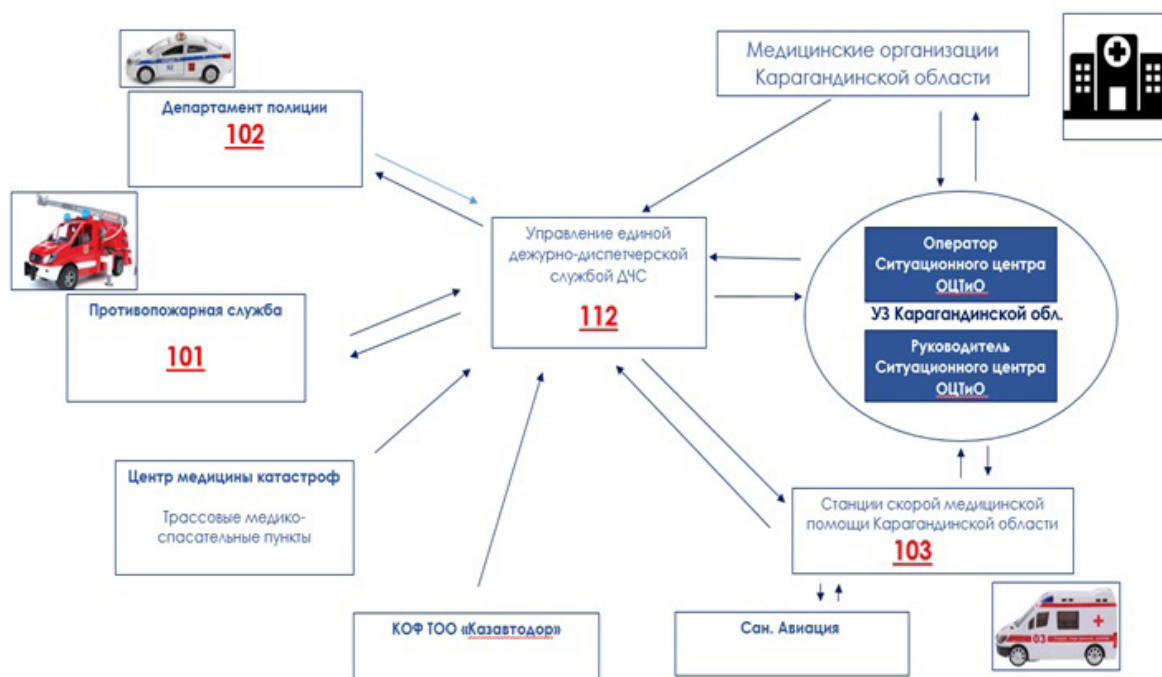 Медицинские организации
Карагандинской области
Департамент полиции
102
Противопожарная служба
101
Управление единой
дежурно-диспетчерской
службой ДЧС
112
Оператор
Ситуационного центра
ОЦТиО
УЗ Карагандинской обл.
Руководитель
Ситуационного центра
ОЦТиО
Центр медицины катастроф
Трассовые медико-
спасательные пункты
Станции скорой медицинской
помощи Карагандинской области
103
КОФ ТОО «Казавтодор»
Сан. Авиация
03